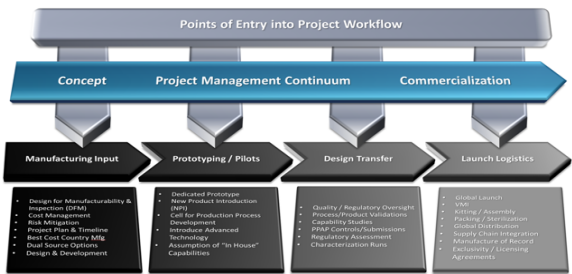 Points of Entry into Project Workflow
Concept Project Management Continuum Commercialization
Manufacturing Input
Prototyping / Pilots
Design Transfer
Launch Logistics
• Design for Manufacturability &
Inspection (DFM)
• Cost Management
• Risk Mitigation
• Project Plan & Timeline
• Best Cost Country Mfg
• Dual Source Options
• Design & Development
• Dedicated Prototype
• New Product Introduction
(NPI)
• Cell for Production Process
Development
• Introduce Advanced
Technology
• Assumption of "In House"
Capabilities
• Quality / Regulatory Oversight
• Process/Product Validations
• Capability Studies
• PPAP Controls/Submissions
• Regulatory Assessment
• Characterization Runs
• Global Launch
• VMI
• Kitting / Assembly
• Packing / Sterilization
• Global Distribution
• Supply Chain Integration
• Manufacture of Record
• Exclusivity / Licensing
Agreements